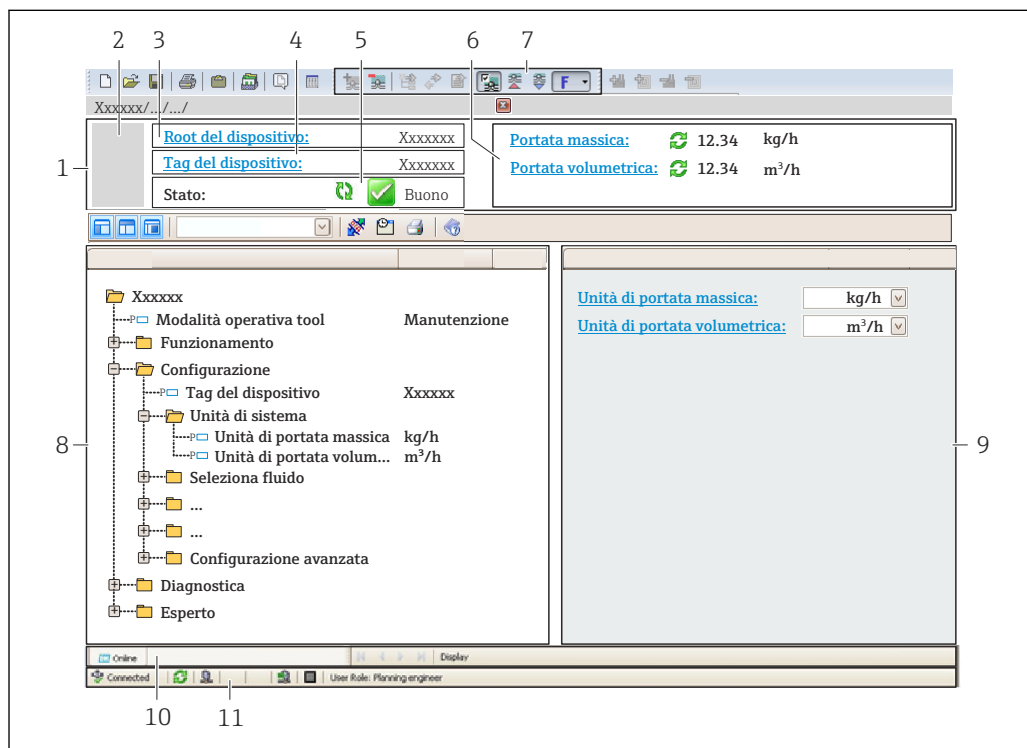 2 3 4 5 6 7
F
Xxxxxx/.../.../
1
Root del dispositivo: Xxxxxxx
Tag del dispositivo: Xxxxxxx
Stato: Buono
Portata massica: 12.34 kg/h
Portata volumetrica: 12.34 m³/h
Xxxxxx
P Modalità operativa tool Manutenzione
Funzionamento
Configurazione
P Tag del dispositivo Xxxxxx
Unità di sistema
P Unità di portata massica kg/h
P Unità di portata volum... m³/h
Seleziona fluido
...
...
Configurazione avanzata
Diagnostica
Esperto
8
Unità di portata massica: kg/h
Unità di portata volumetrica: m³/h
9
Online Display
Connected User Role: Planning engineer
10 11